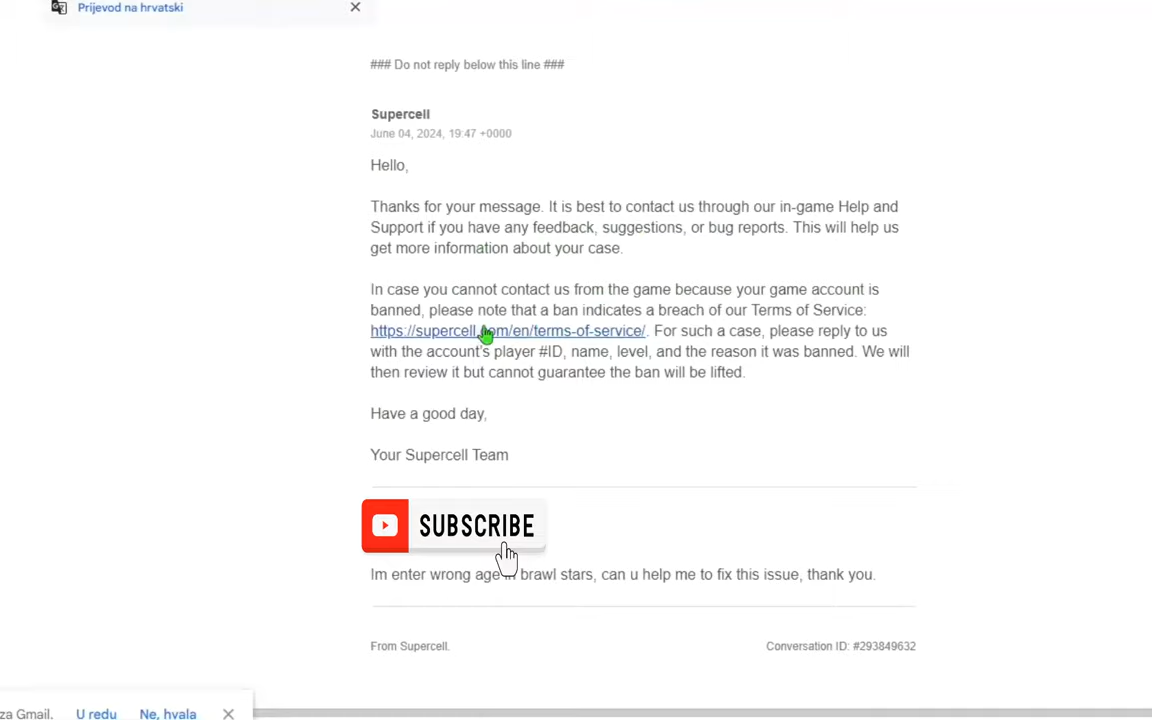 Prijevod na hrvatski
### Do not reply below this line ###
Supercell
June 04, 2024, 19:47 +0000
Hello,
Thanks for your message. It is best to contact us through our in-game Help and
Support if you have any feedback, suggestions, or bug reports. This will help us
get more information about your case.
In case you cannot contact us from the game because your game account is
banned, please note that a ban indicates a breach of our Terms of Service:
https://supercell.com/en/terms-of-service/. For such a case, please reply to us
with the account's player #ID, name, level, and the reason it was banned. We will
then review it but cannot guarantee the ban will be lifted.
Have a good day,
Your Supercell Team
SUBSCRIBE
Im enter wrong age in brawl stars, can u help me to fix this issue, thank you.
From Supercell. Conversation ID: #293849632
za Gmail. U redu Ne, hvala